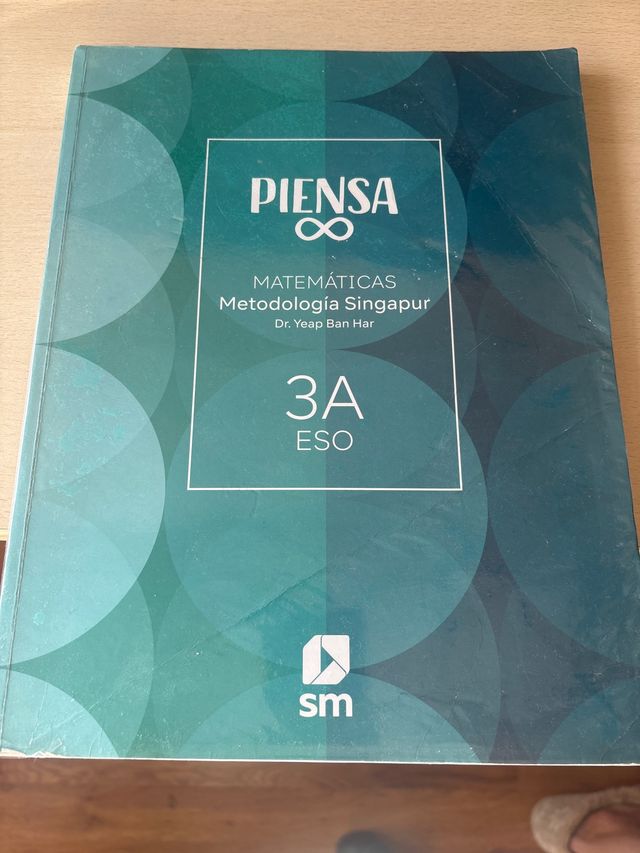 PIENSA
∞
MATEMÁTICAS
Metodología Singapur
Dr. Yeap Ban Har
3A
ESO
sm